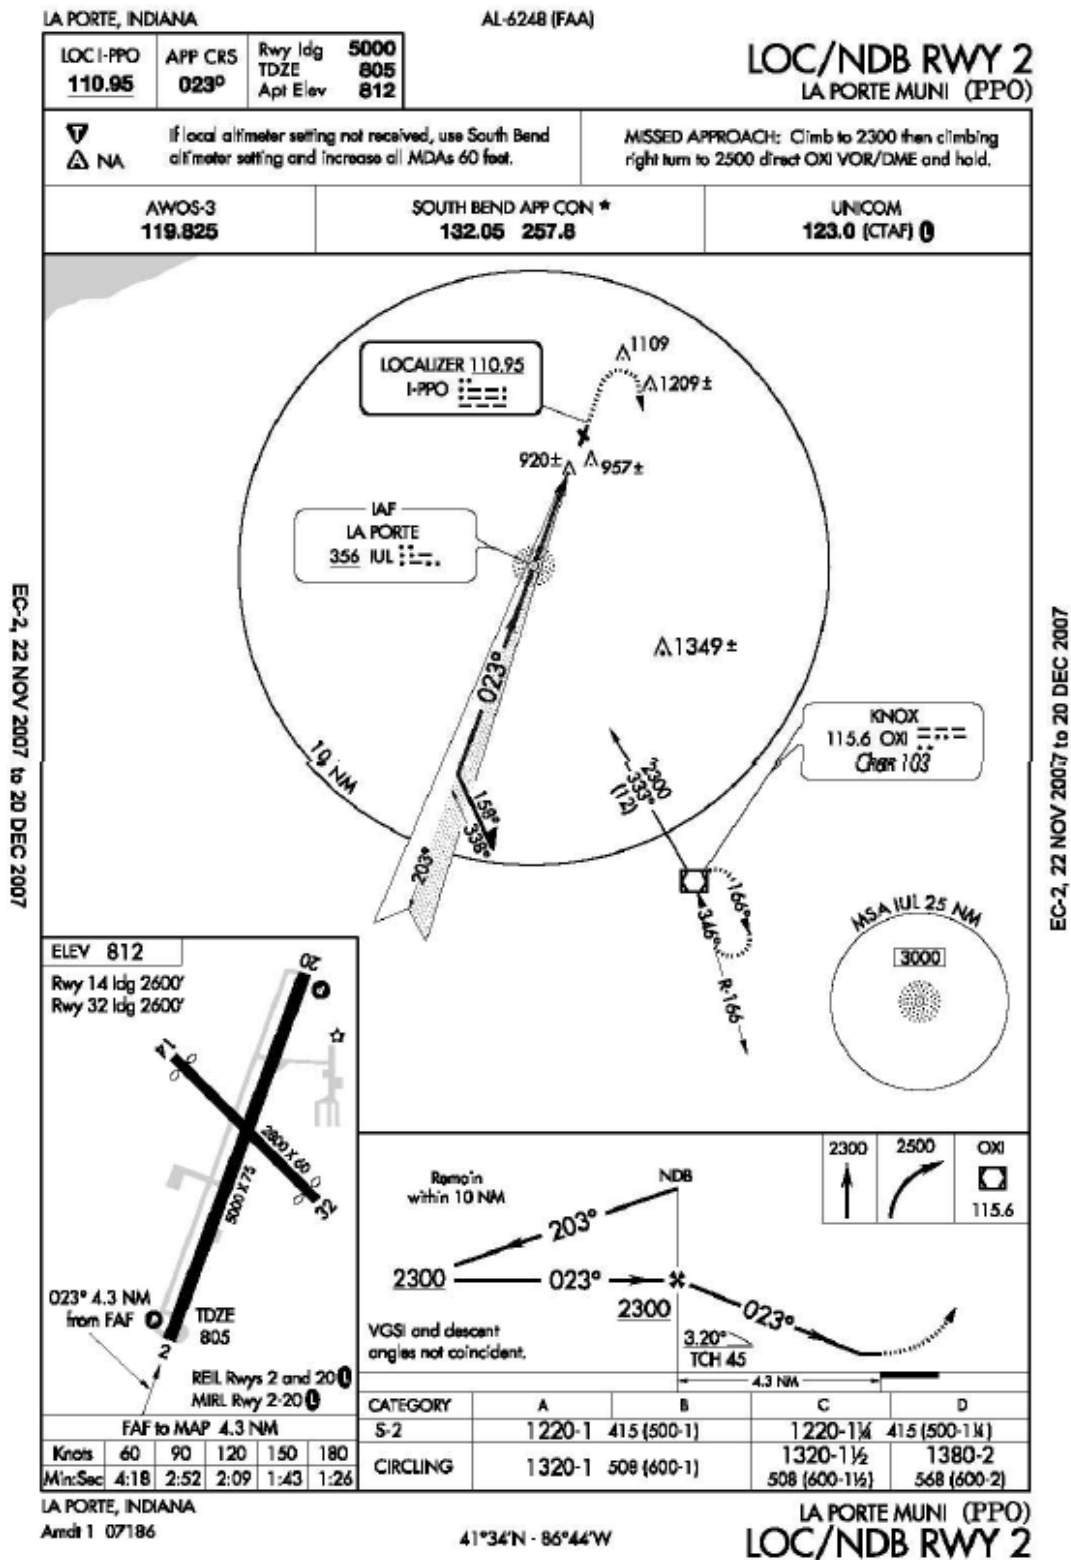 LA PORTE, INDIANA
AL-6248 (FAA)
LOC I-PPO
110.95
APP CRS
023°
Rwy ldg 5000
TDZE 805
Apt Elev 812
LOC/NDB RWY 2
LA PORTE MUNI (PPO)
T
A NA
If local altimeter setting not received, use South Bend
altimeter setting and increase all MDAs 60 feet.
MISSED APPROACH: Climb to 2300 then climbing
right turn to 2500 direct OXI VOR/DME and hold.
AWOS-3
119.825
SOUTH BEND APP CON ★
132.05 257.8
UNICOM
123.0 (CTAF) L
LOCALIZER 110.95
I-PPO
1109
1209±
920±
957±
IAF
LA PORTE
356 IUL
023°
1349±
10 NM
158°
338°
203°
2300
333°
(12)
KNOX
115.6 OXI
Chan 103
166°
346°
R-166
MSA IUL 25 NM
3000
EC-2, 22 NOV 2007 to 20 DEC 2007
EC-2, 22 NOV 2007 to 20 DEC 2007
ELEV 812
Rwy 14 ldg 2600'
Rwy 32 ldg 2600'
20
14
2800 X 60
5000 X 75
32
023° 4.3 NM
from FAF
TDZE
805
2
REIL Rwys 2 and 20 L
MIRL Rwy 2-20 L
FAF to MAP 4.3 NM
Knots 60 90 120 150 180
Min:Sec 4:18 2:52 2:09 1:43 1:26
Remain
within 10 NM
NDB
203°
2300
023°
2300
023°
VGSI and descent
angles not coincident.
3.20°
TCH 45
4.3 NM
2300
2500
OXI
115.6
CATEGORY A B C D
S-2 1220-1 415 (500-1) 1220-1¼ 415 (500-1¼)
CIRCLING 1320-1 508 (600-1) 1320-1½ 508 (600-1½) 1380-2 568 (600-2)
LA PORTE, INDIANA
Amdt 1 07186
41°34'N - 86°44'W
LA PORTE MUNI (PPO)
LOC/NDB RWY 2